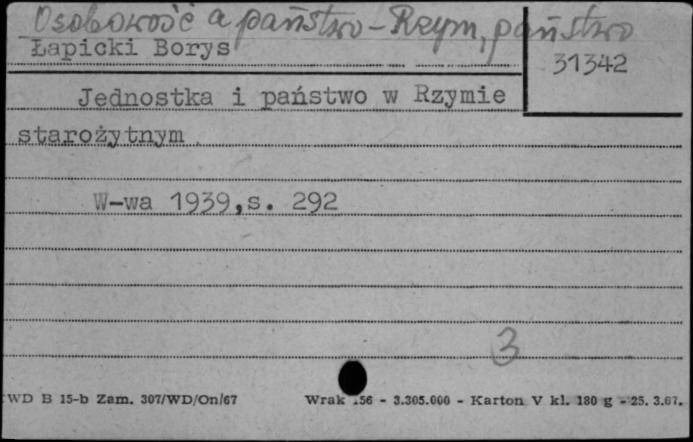 Osobowość a państwo - Rzym, państwo
Łapicki Borys
31342
Jednostka i państwo w Rzymie
starożytnym
W-wa 1939,s. 292
3
WD B 15-b Zam. 307/WD/On/67
Wrak 56 - 3.305.000 - Karton V kl. 180 g - 25. 3.67.